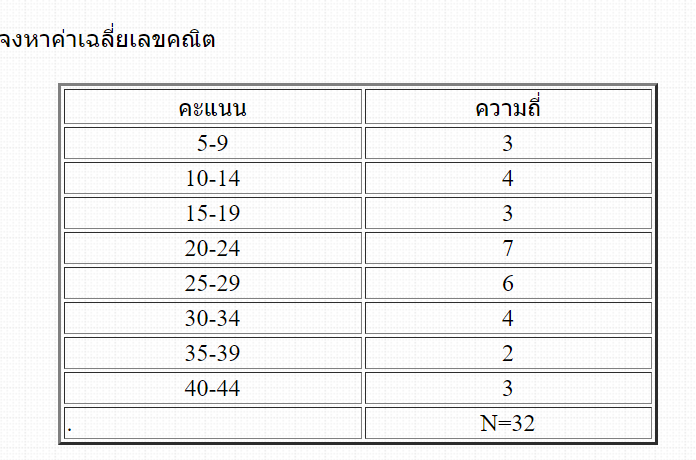 จงหาค่าเฉลี่ยเลขคณิต
คะแนน ความถี่
5-9 3
10-14 4
15-19 3
20-24 7
25-29 6
30-34 4
35-39 2
40-44 3
. N=32